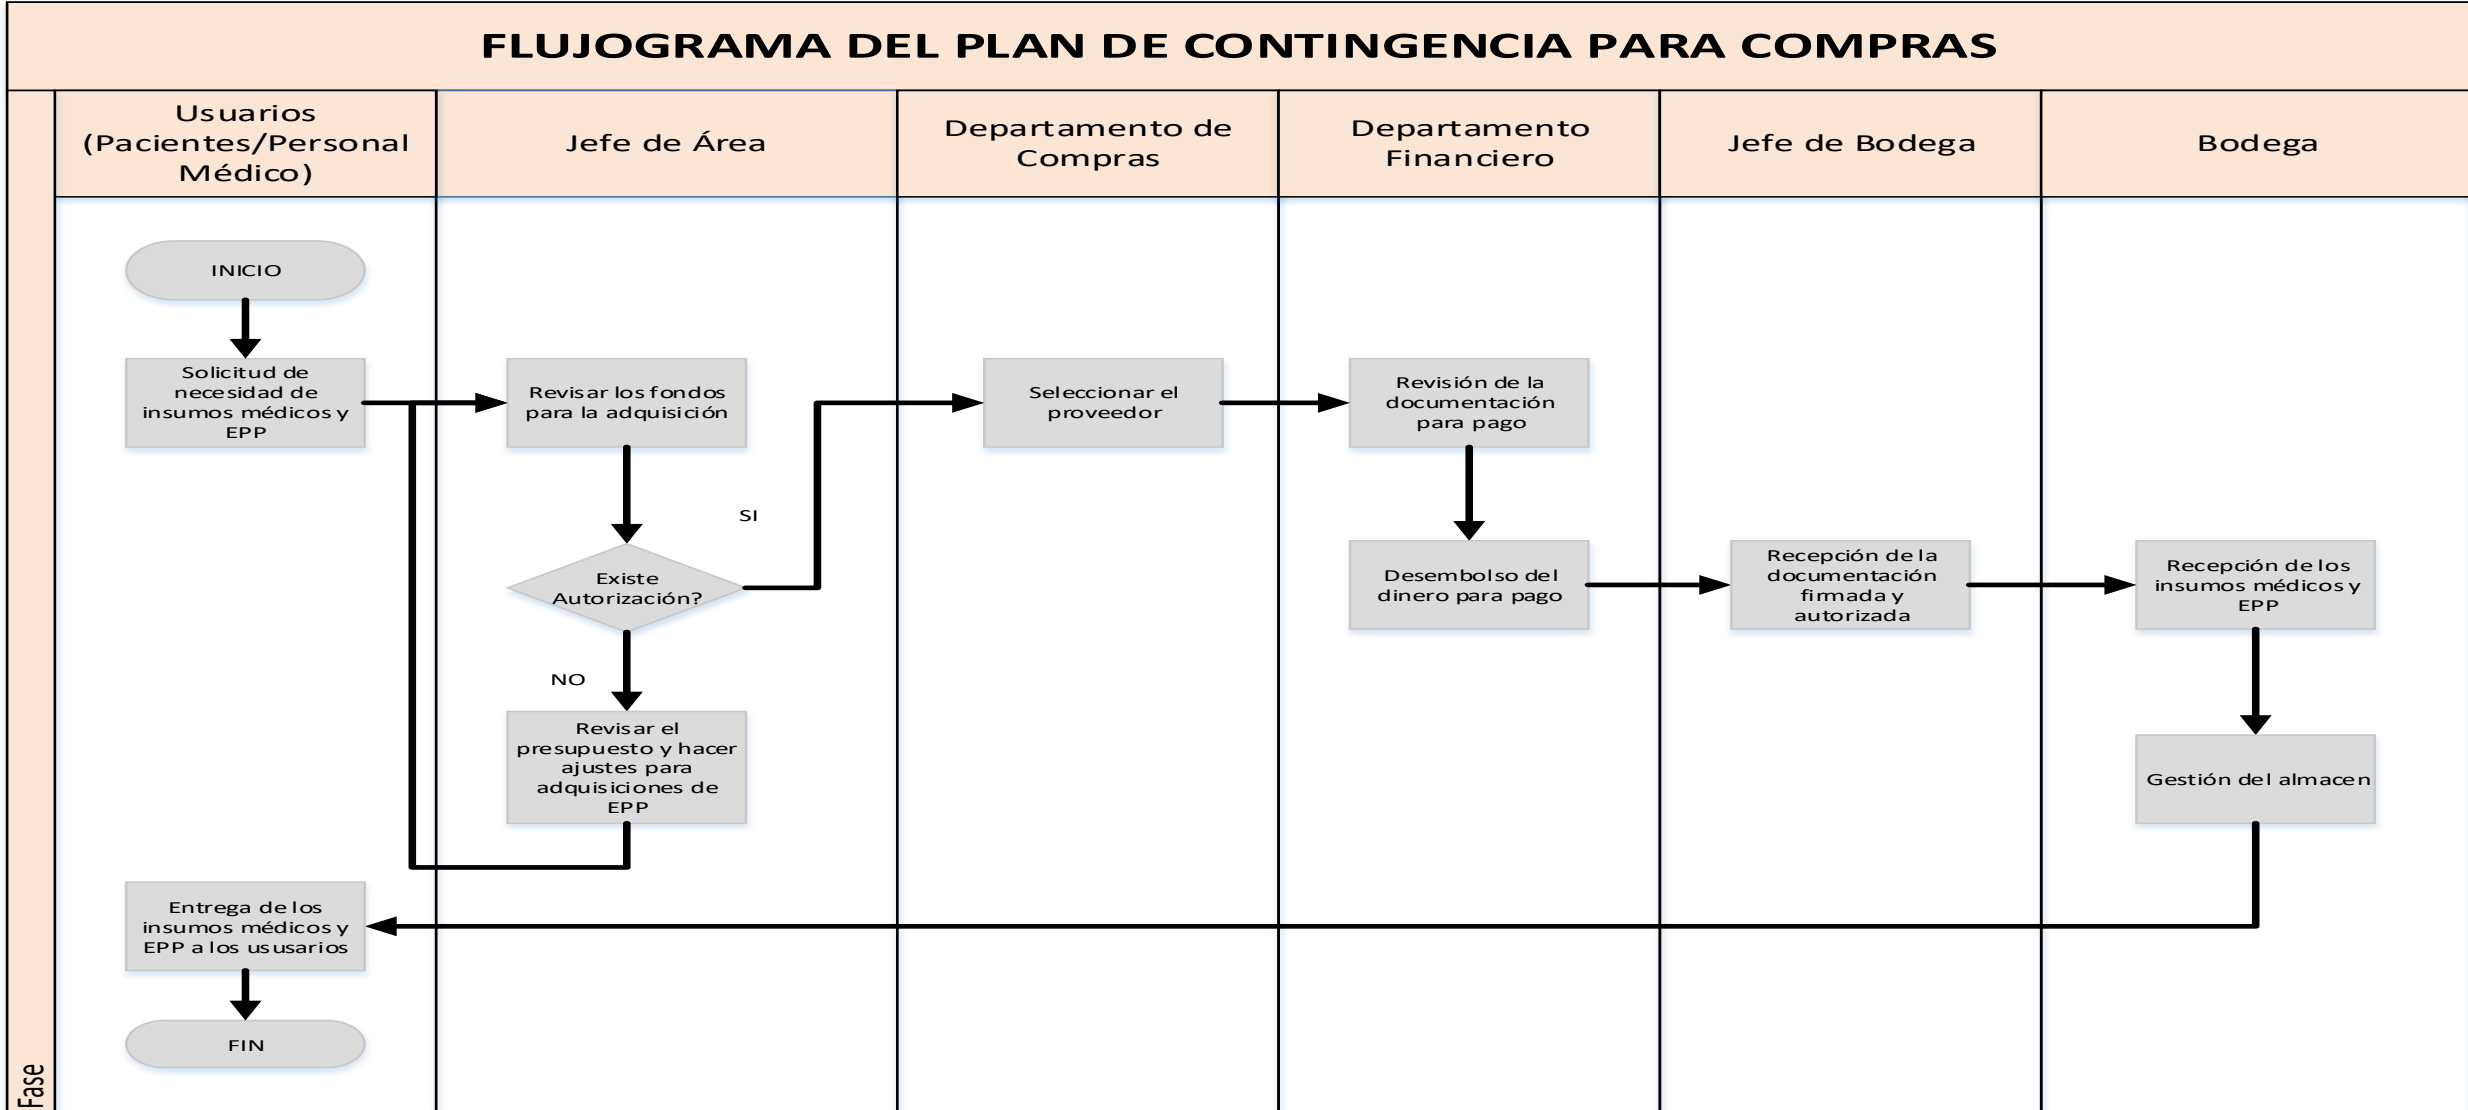 FLUJOGRAMA DEL PLAN DE CONTINGENCIA PARA COMPRAS
Usuarios
(Pacientes/Personal
Médico)
Jefe de Área
Departamento de
Compras
Departamento
Financiero
Jefe de Bodega
Bodega
INICIO
Solicitud de
necesidad de
insumos médicos y
EPP
Revisar los fondos
para la adquisición
Seleccionar el
proveedor
Revisión de la
documentación
para pago
SI
Existe
Autorización?
Desembolso del
dinero para pago
Recepción de la
documentación
firmada y
autorizada
Recepción de los
insumos médicos y
EPP
NO
Revisar el
presupuesto y hacer
ajustes para
adquisiciones de
EPP
Gestión del almacen
Entrega de los
insumos médicos y
EPP a los ususarios
FIN
Fase